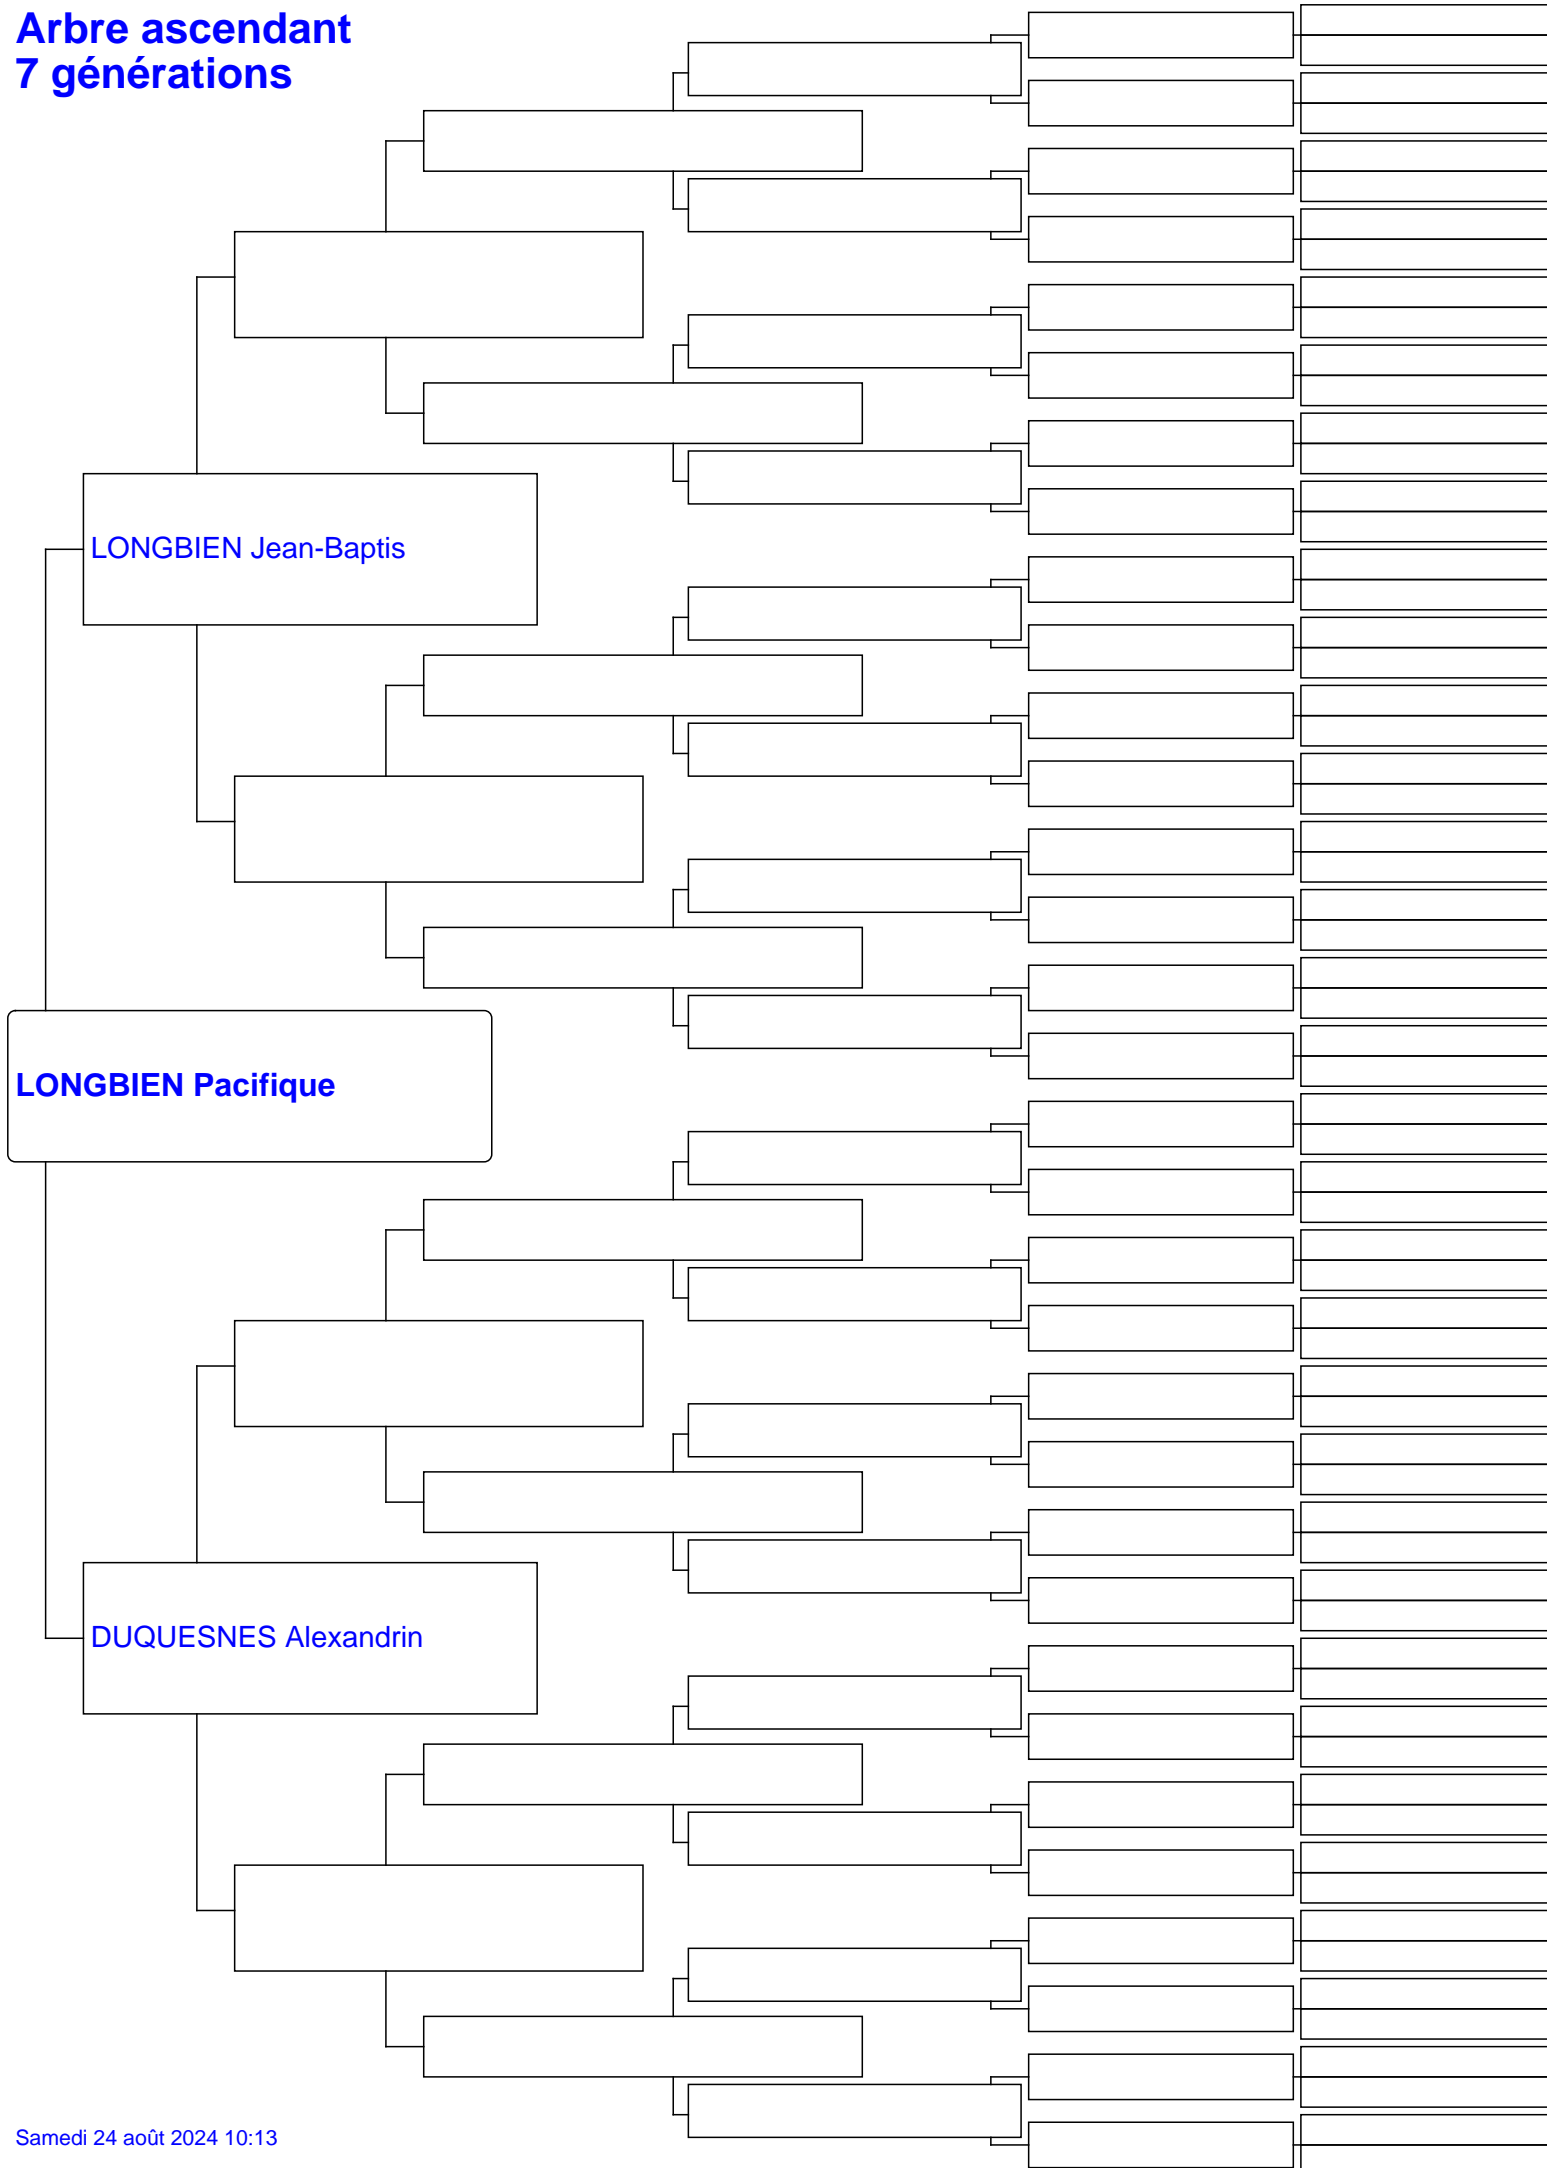 Arbre ascendant
7 générations
LONGBIEN Jean-Baptis
LONGBIEN Pacifique
DUQUESNES Alexandrin
Samedi 24 août 2024 10:13